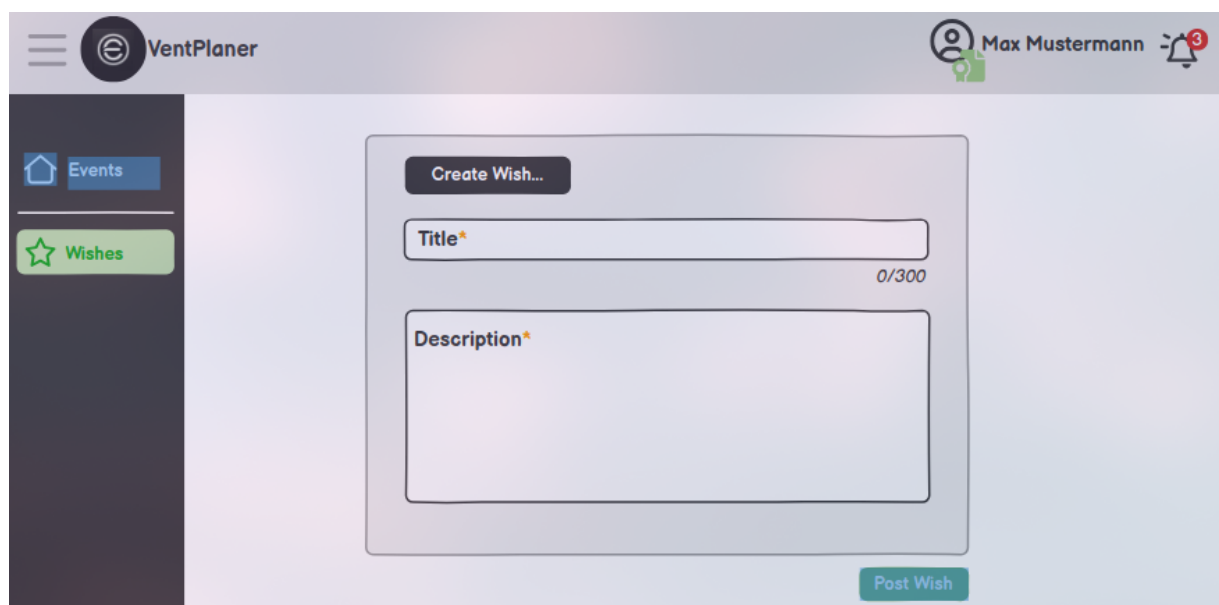 VentPlaner
Max Mustermann
3
Events
Wishes
Create Wish...
Title*
0/300
Description*
Post Wish